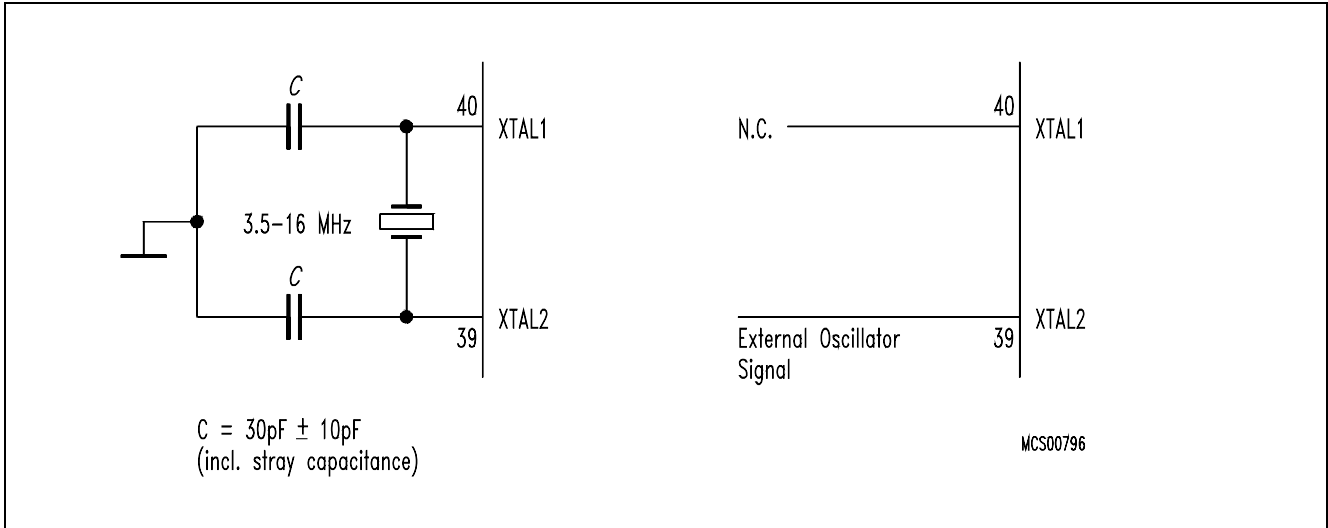 C
40
XTAL1
3.5-16 MHz
C
XTAL2
39
C = 30pF ± 10pF
(incl. stray capacitance)
40
N.C.
XTAL1
XTAL2
External Oscillator
39
Signal
MCS00796